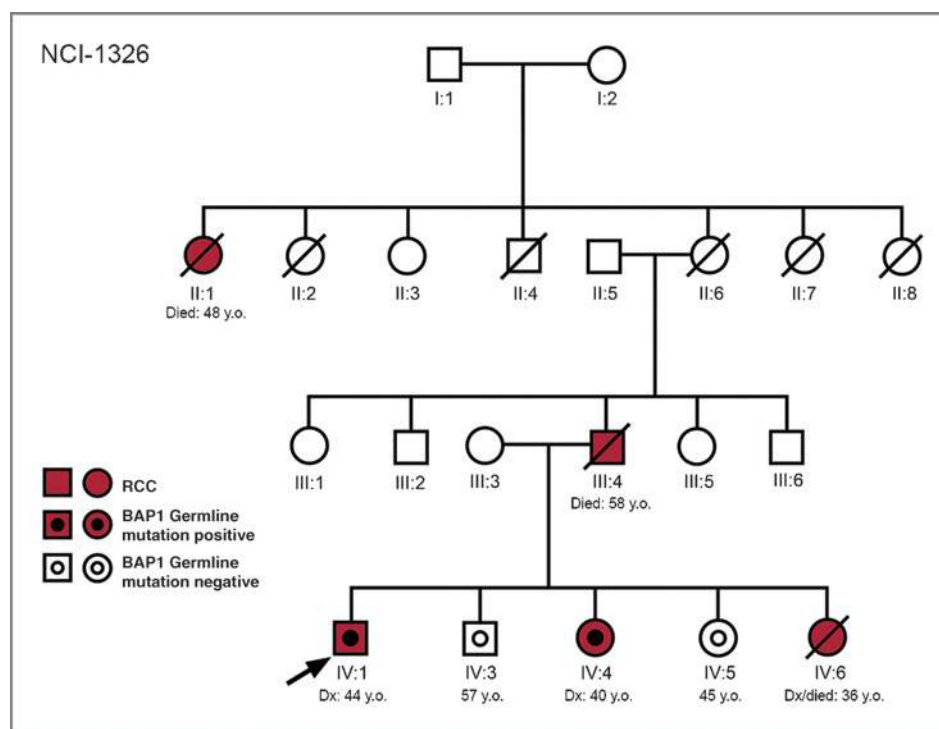 NCI-1326
I:1 I:2
II:1 II:2 II:3 II:4 II:5 II:6 II:7 II:8
Died: 48 y.o.
III:1 III:2 III:3 III:4 III:5 III:6
Died: 58 y.o.
RCC
BAP1 Germline
mutation positive
BAP1 Germline
mutation negative
IV:1 IV:3 IV:4 IV:5 IV:6
Dx: 44 y.o. 57 y.o. Dx: 40 y.o. 45 y.o. Dx/died: 36 y.o.